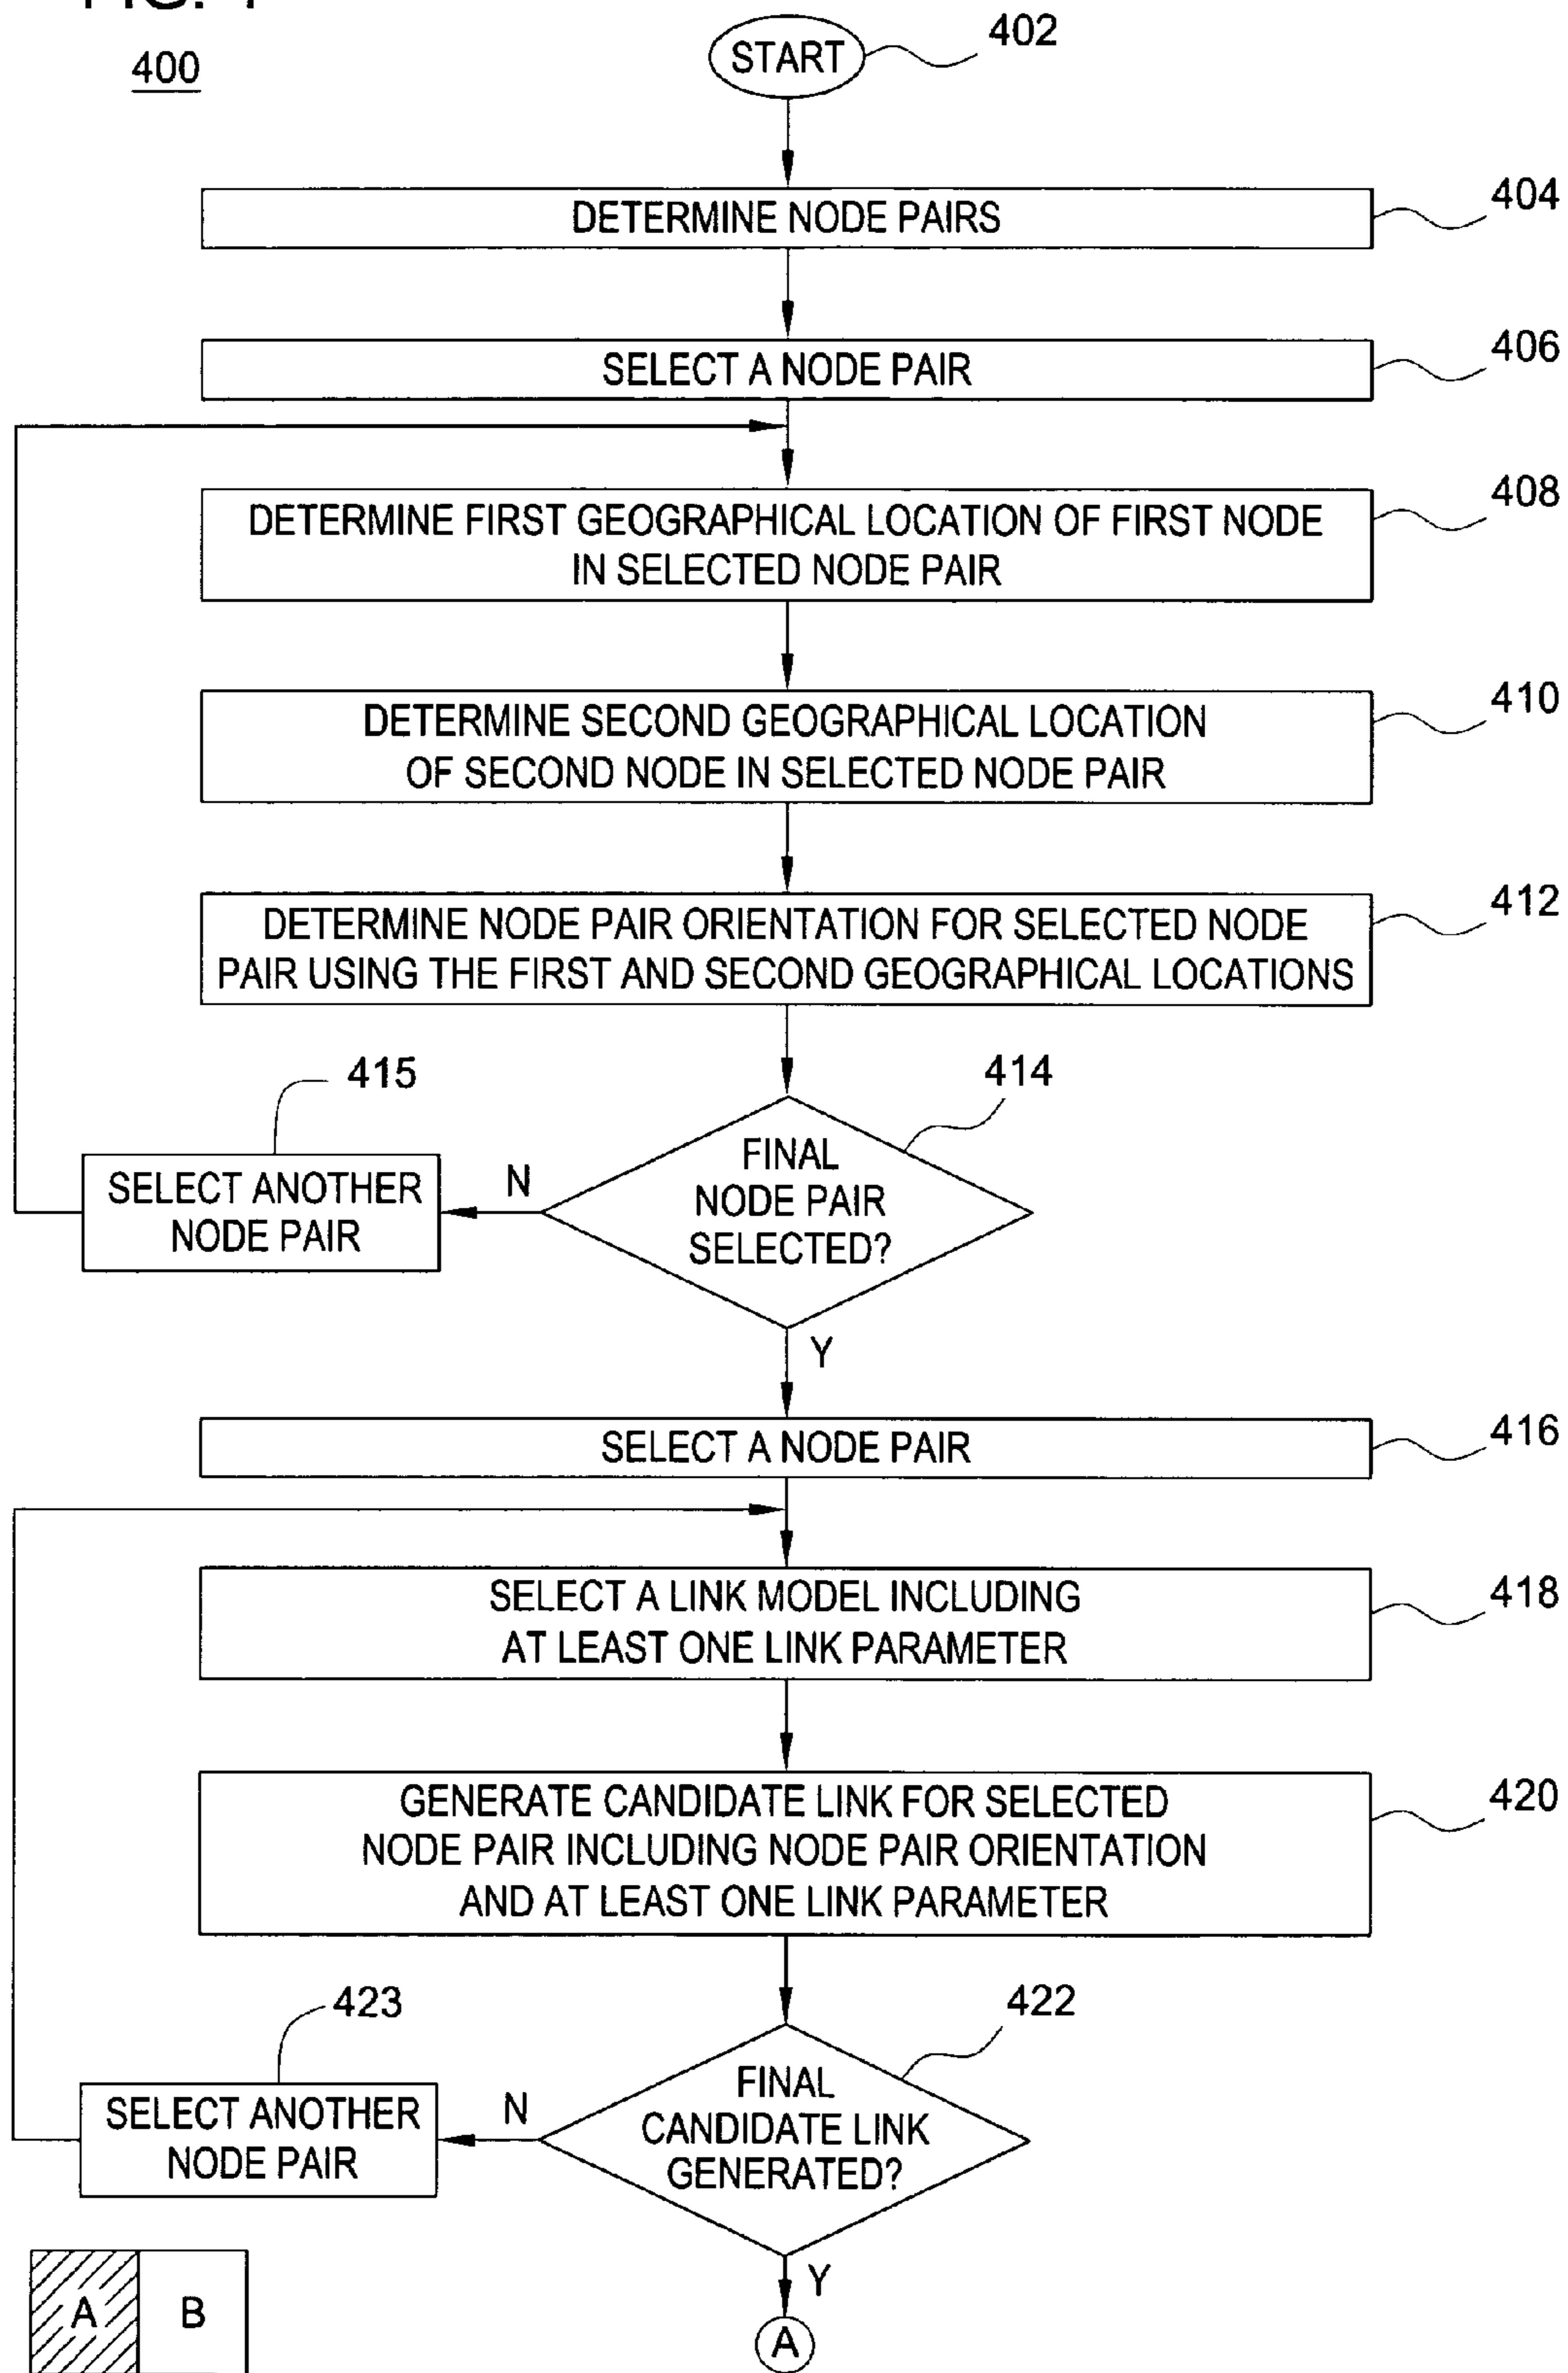 400
START
402
DETERMINE NODE PAIRS
404
SELECT A NODE PAIR
406
DETERMINE FIRST GEOGRAPHICAL LOCATION OF FIRST NODE
IN SELECTED NODE PAIR
408
DETERMINE SECOND GEOGRAPHICAL LOCATION
OF SECOND NODE IN SELECTED NODE PAIR
410
DETERMINE NODE PAIR ORIENTATION FOR SELECTED NODE
PAIR USING THE FIRST AND SECOND GEOGRAPHICAL LOCATIONS
412
415
SELECT ANOTHER
NODE PAIR
N
414
FINAL
NODE PAIR
SELECTED?
Y
SELECT A NODE PAIR
416
SELECT A LINK MODEL INCLUDING
AT LEAST ONE LINK PARAMETER
418
GENERATE CANDIDATE LINK FOR SELECTED
NODE PAIR INCLUDING NODE PAIR ORIENTATION
AND AT LEAST ONE LINK PARAMETER
420
423
SELECT ANOTHER
NODE PAIR
N
422
FINAL
CANDIDATE LINK
GENERATED?
Y
A B
A